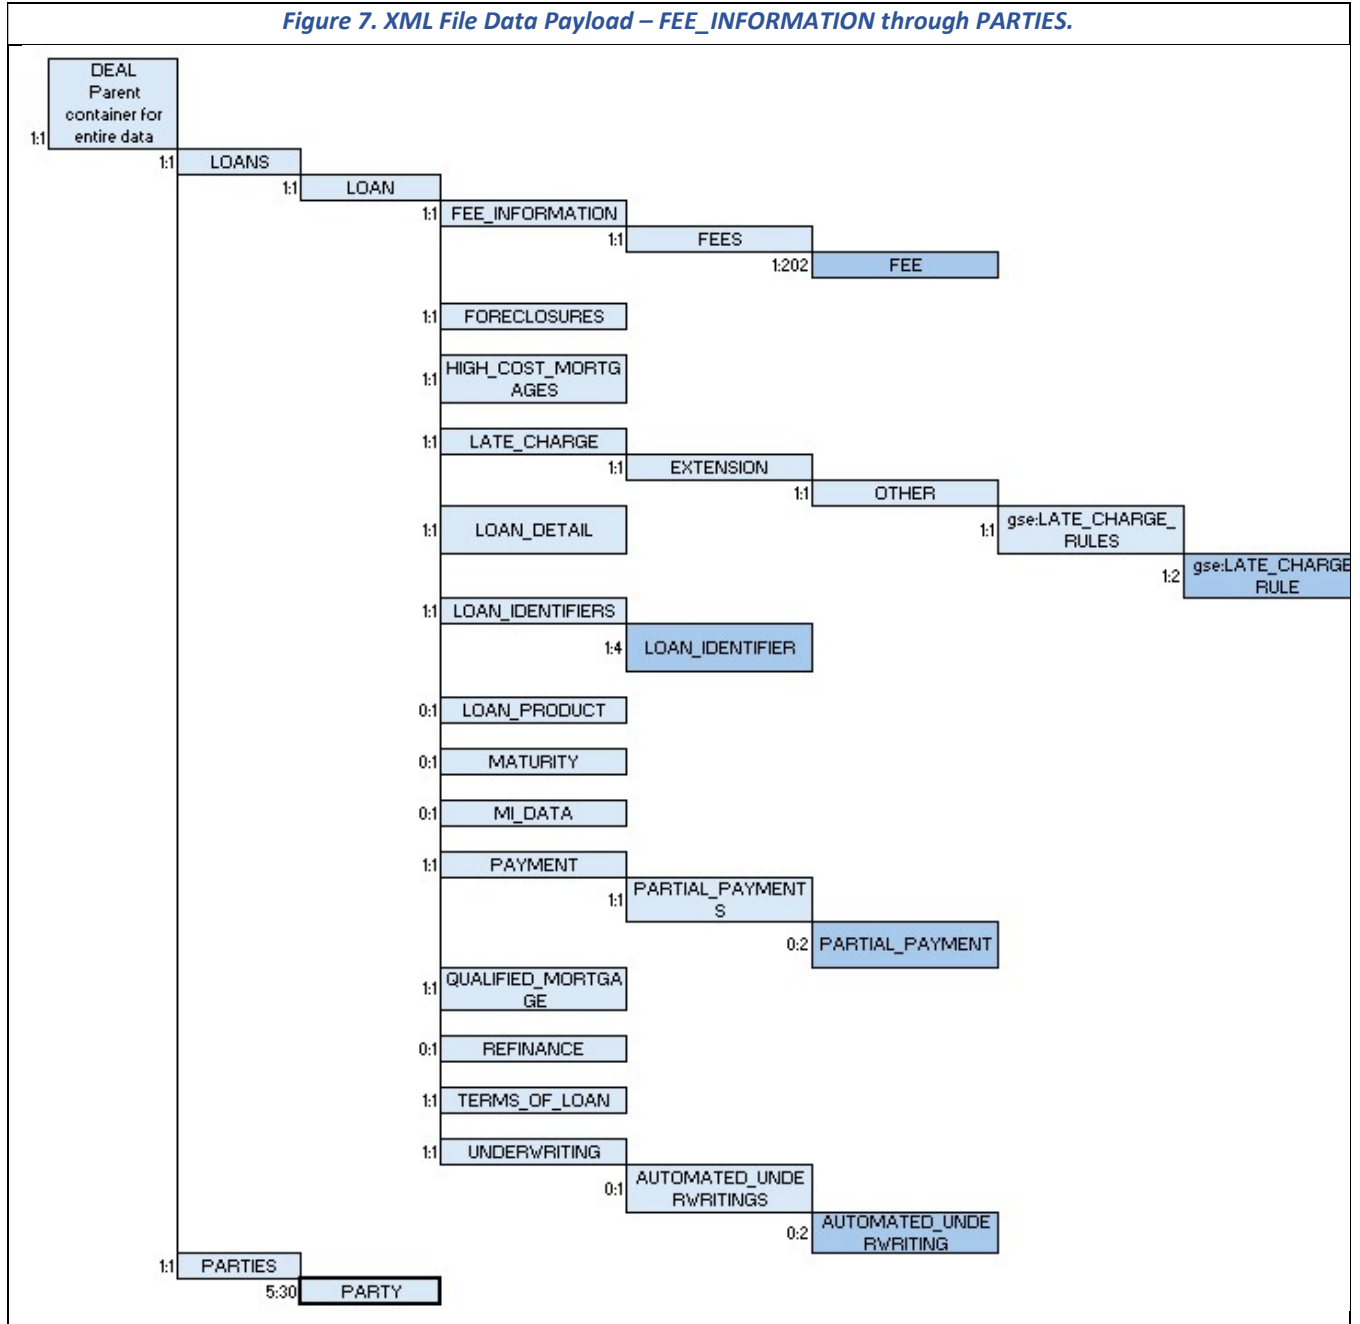 Figure 7. XML File Data Payload – FEE_INFORMATION through PARTIES.
DEAL
Parent
container for
entire data
1:1
1:1 LOANS
1:1 LOAN
1:1 FEE_INFORMATION
1:1 FEES
1:202 FEE
1:1 FORECLOSURES
1:1 HIGH_COST_MORTG
AGES
1:1 LATE_CHARGE
1:1 EXTENSION
1:1 OTHER
1:1 gse:LATE_CHARGE_
RULES
1:1 LOAN_DETAIL
1:2 gse:LATE_CHARGE
RULE
1:1 LOAN_IDENTIFIERS
1:4 LOAN_IDENTIFIER
0:1 LOAN_PRODUCT
0:1 MATURITY
0:1 MI_DATA
1:1 PAYMENT
1:1 PARTIAL_PAYMENT
S
0:2 PARTIAL_PAYMENT
1:1 QUALIFIED_MORTGA
GE
0:1 REFINANCE
1:1 TERMS_OF_LOAN
1:1 UNDERWRITING
0:1 AUTOMATED_UNDE
RWRITINGS
0:2 AUTOMATED_UNDE
RWRITING
1:1 PARTIES
5:30 PARTY